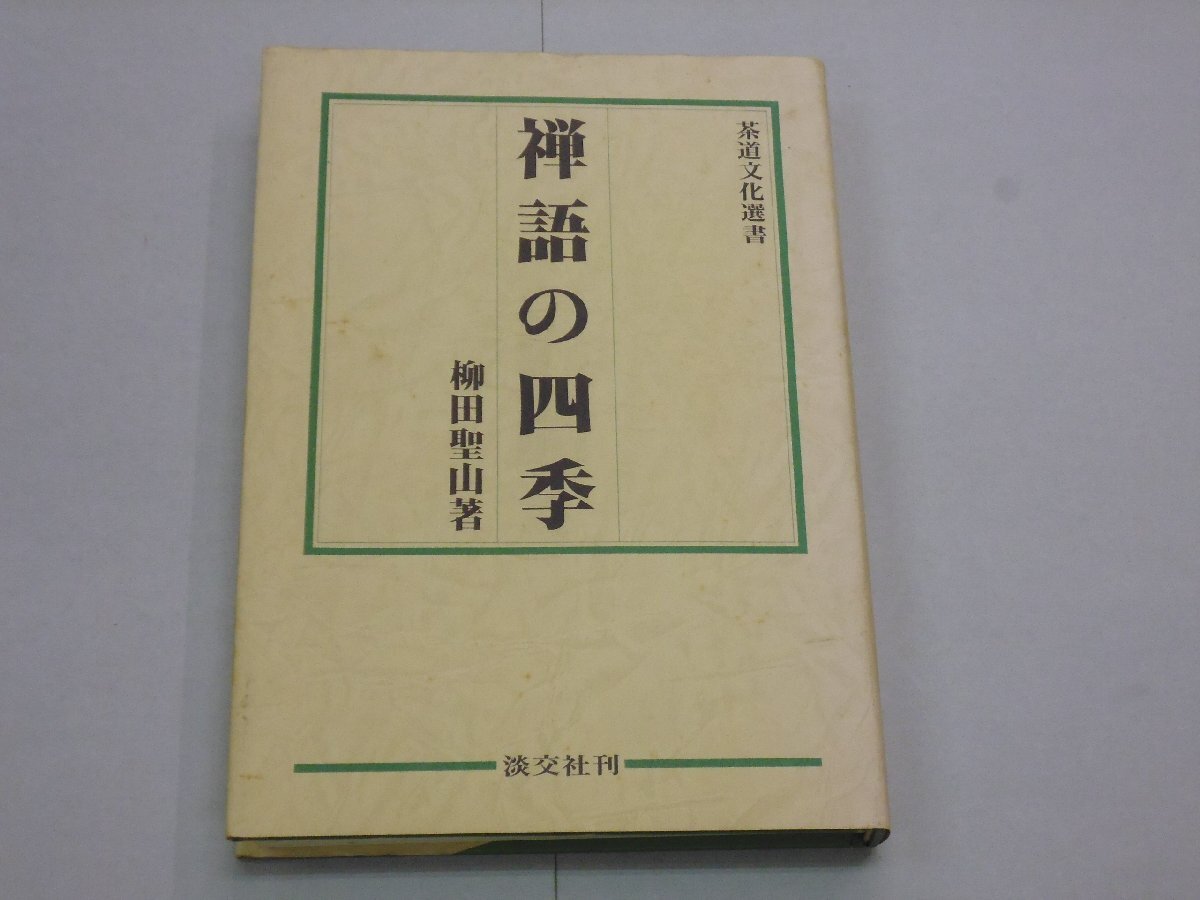 茶道文化選書
禅語の四季
柳田聖山著
淡交社刊